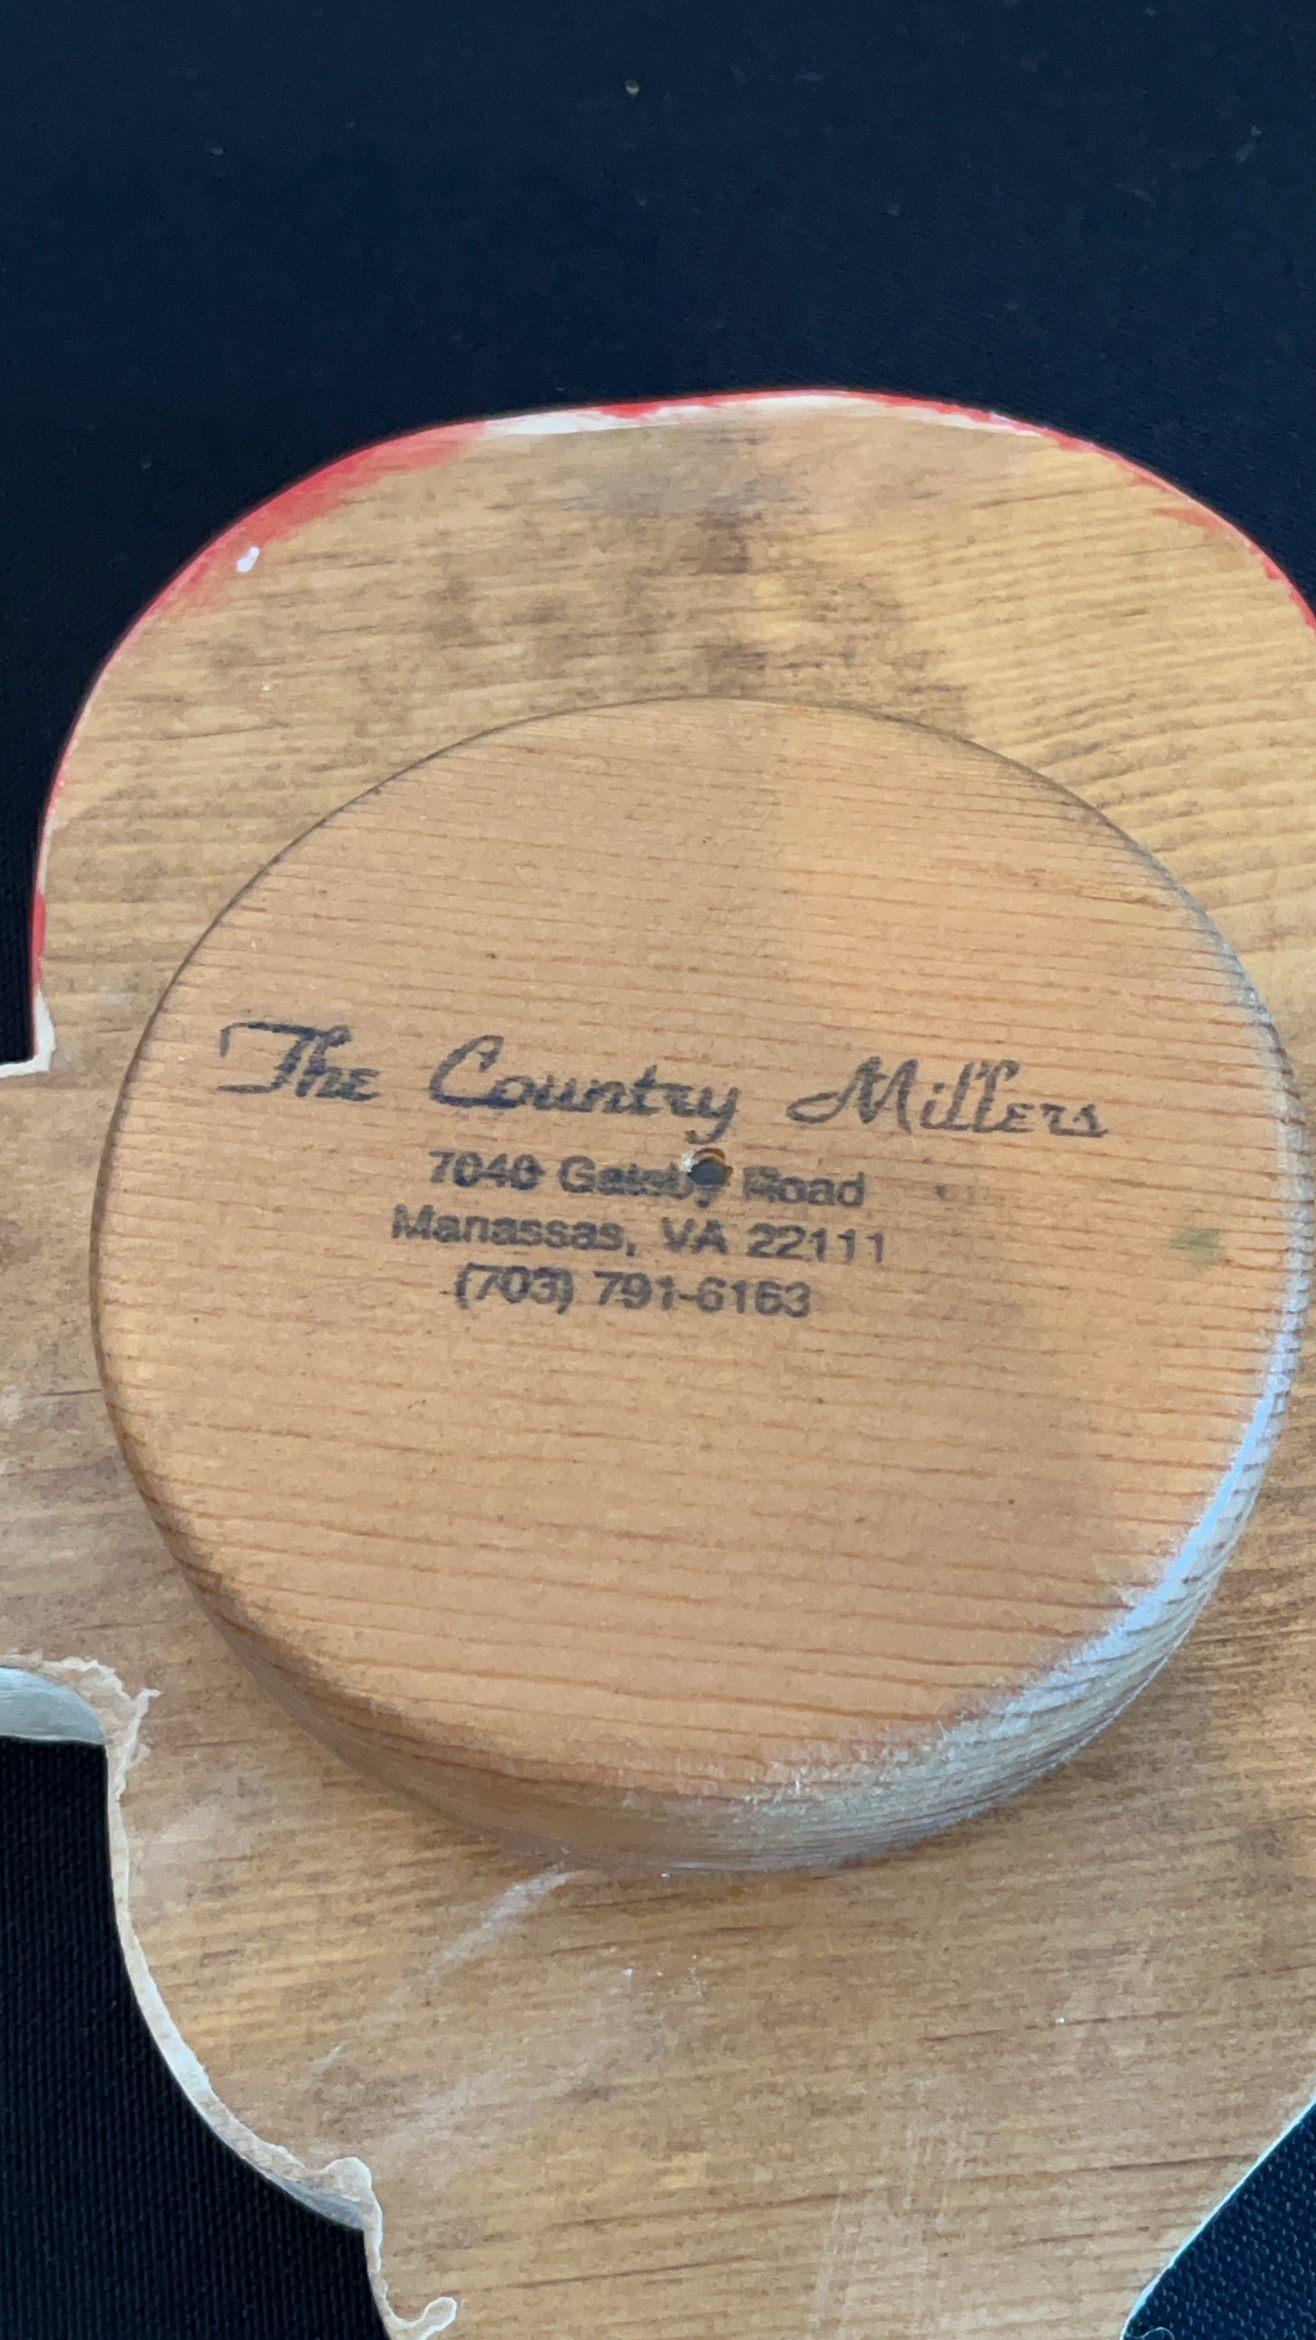 The Country Millers
7040 Gatsby Road
Manassas, VA 22111
(703) 791-6163